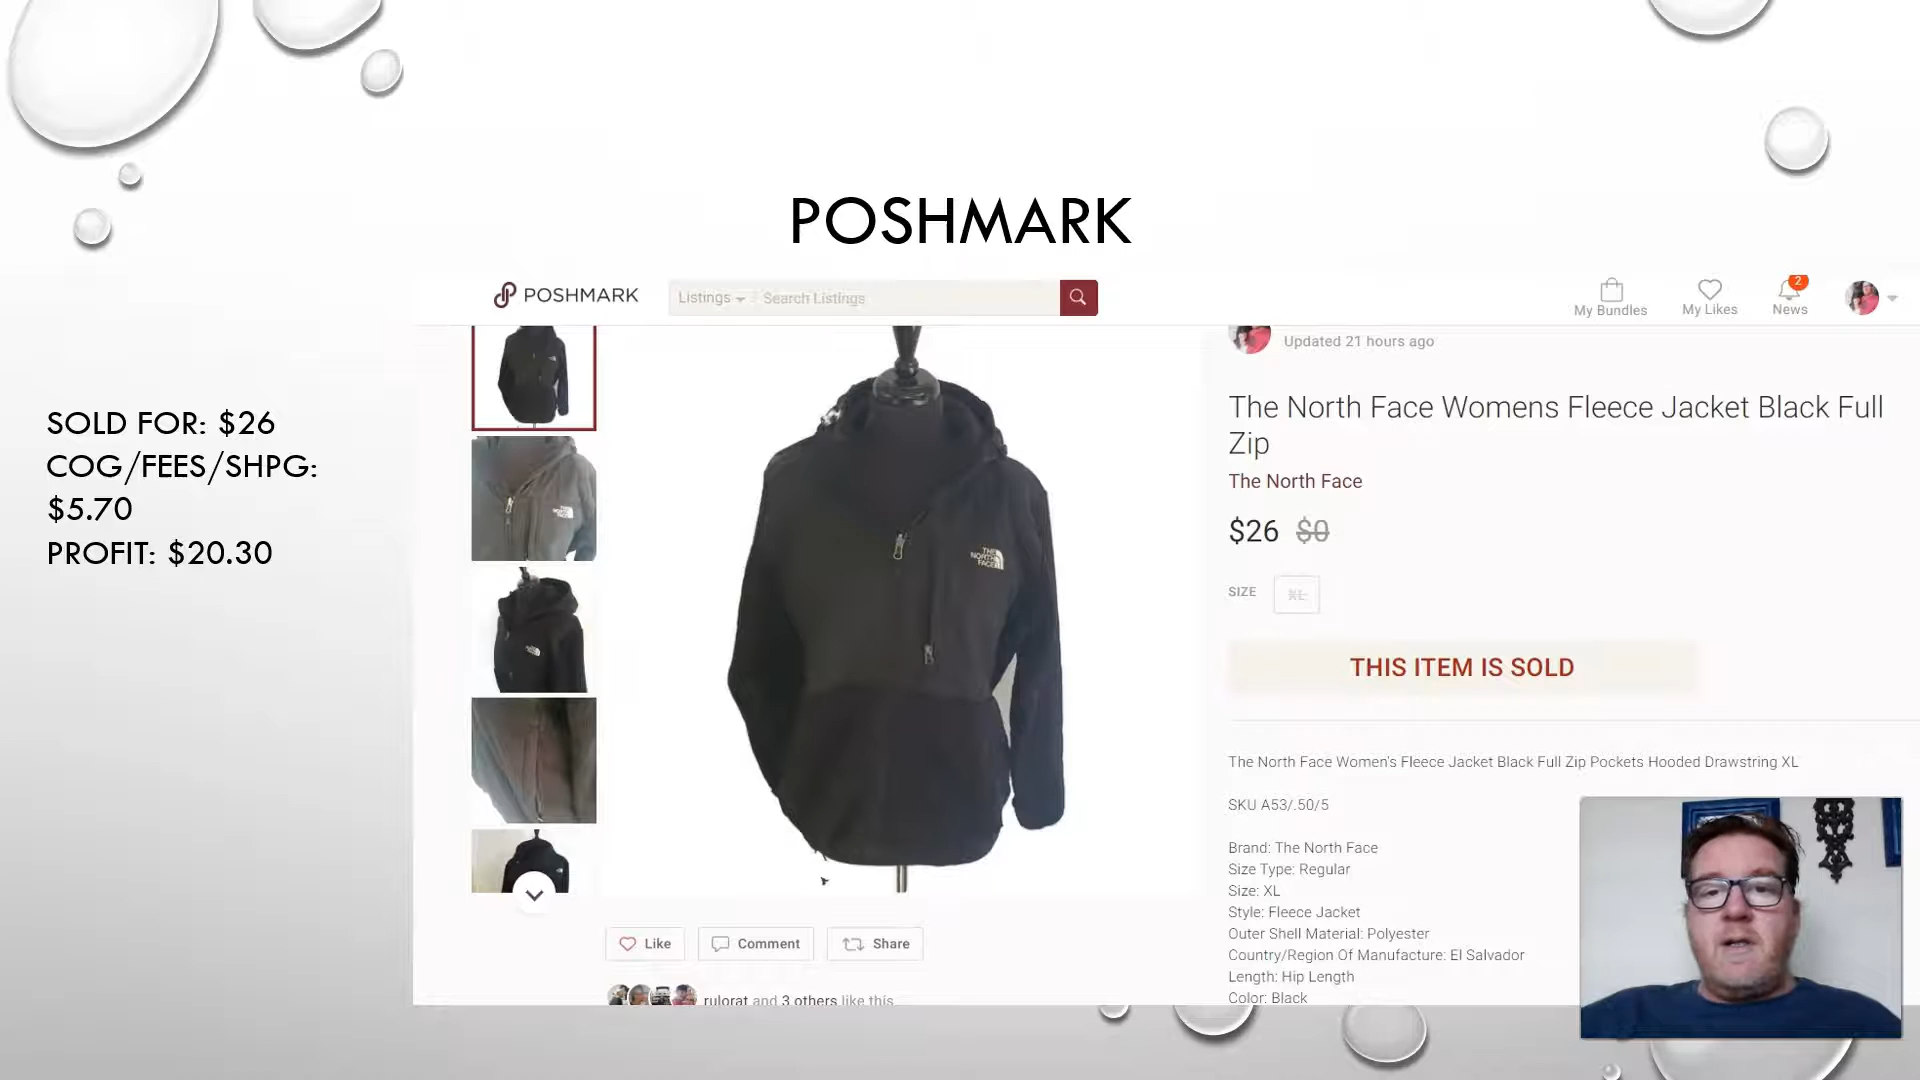 POSHMARK
POSHMARK
Listings
Search Listings
My Bundles
My Likes
2
News
SOLD FOR: $26
COG/FEES/SHPG:
$5.70
PROFIT: $20.30
THE
NORTH
FACE
Updated 21 hours ago
The North Face Womens Fleece Jacket Black Full
Zip
The North Face
$26 $0
SIZE XL
THIS ITEM IS SOLD
The North Face Women's Fleece Jacket Black Full Zip Pockets Hooded Drawstring XL
SKU A53/.50/5
Brand: The North Face
Size Type: Regular
Size: XL
Style: Fleece Jacket
Outer Shell Material: Polyester
Country/Region Of Manufacture: El Salvador
Length: Hip Length
Color: Black
Like
Comment
Share
rulorat and 3 others like this